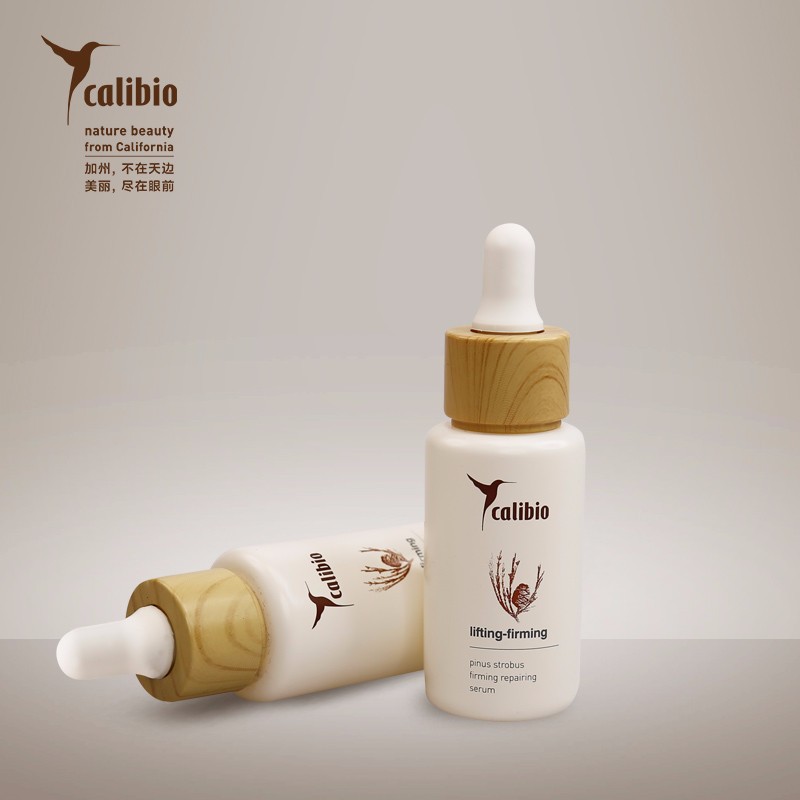 calibio
nature beauty
from California
加州，不在天边
美丽，尽在眼前
calibio
lifting-firming
pinus strobus
firming repairing
serum
calibio
firming